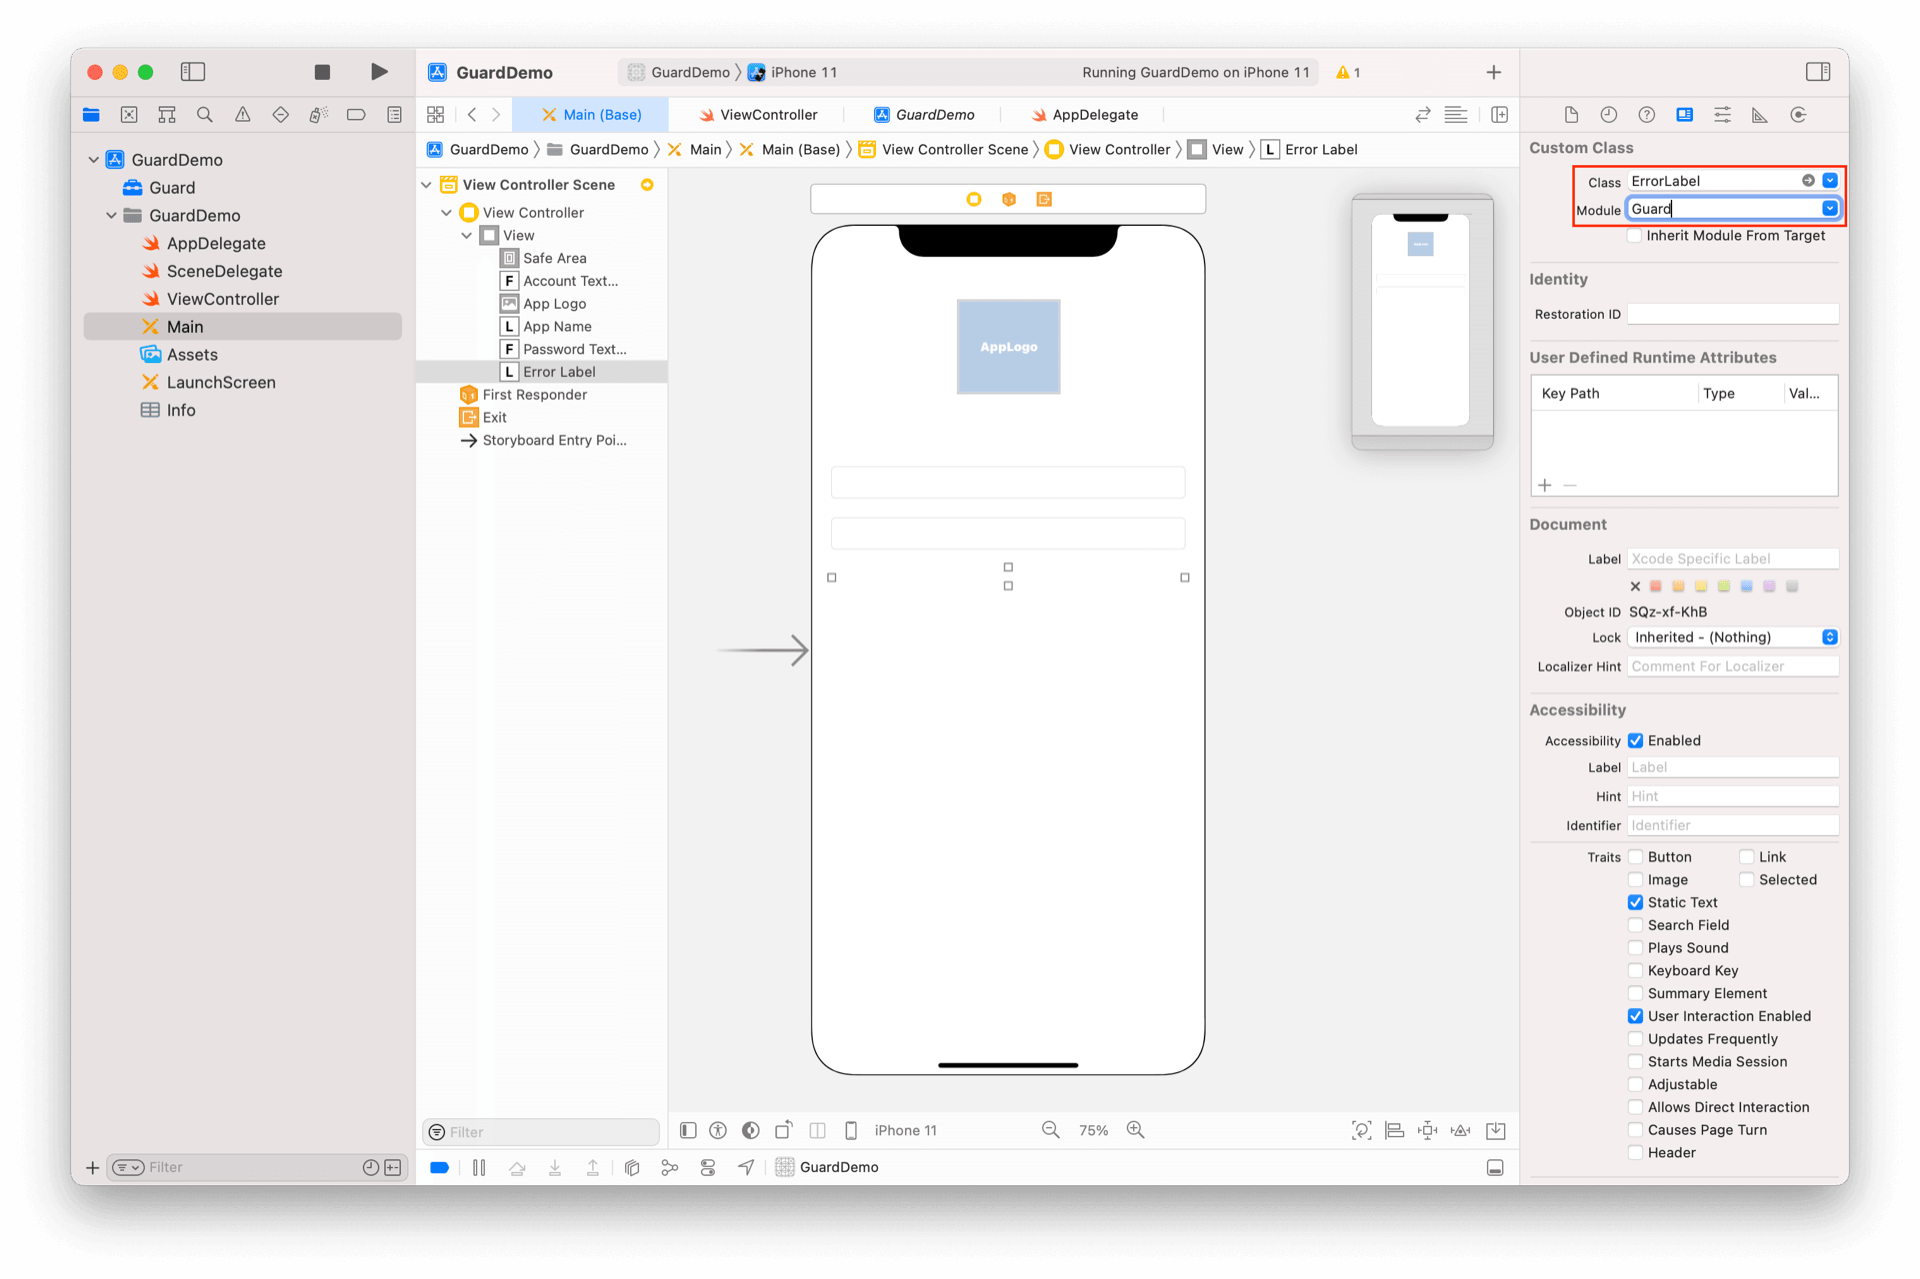 GuardDemo
GuardDemo
iPhone 11
Running GuardDemo on iPhone 11
1
Main (Base)
ViewController
GuardDemo
AppDelegate
GuardDemo
GuardDemo
Main
Main (Base)
View Controller Scene
View Controller
View
L
Error Label
GuardDemo
Guard
GuardDemo
AppDelegate
SceneDelegate
ViewController
Main
Assets
LaunchScreen
Info
Filter
View Controller Scene
View Controller
View
Safe Area
F Account Text...
App Logo
L App Name
F Password Text...
L Error Label
First Responder
Exit
Storyboard Entry Poi...
Filter
AppLogo
iPhone 11
75%
GuardDemo
Custom Class
Class ErrorLabel
Module Guard
Inherit Module From Target
Identity
Restoration ID
User Defined Runtime Attributes
Key Path Type Val...
Document
Label Xcode Specific Label
Object ID SQz-xf-KhB
Lock Inherited - (Nothing)
Localizer Hint Comment For Localizer
Accessibility
Accessibility Enabled
Label Label
Hint Hint
Identifier Identifier
Traits Button Link
Image Selected
Static Text
Search Field
Plays Sound
Keyboard Key
Summary Element
User Interaction Enabled
Updates Frequently
Starts Media Session
Adjustable
Allows Direct Interaction
Causes Page Turn
Header